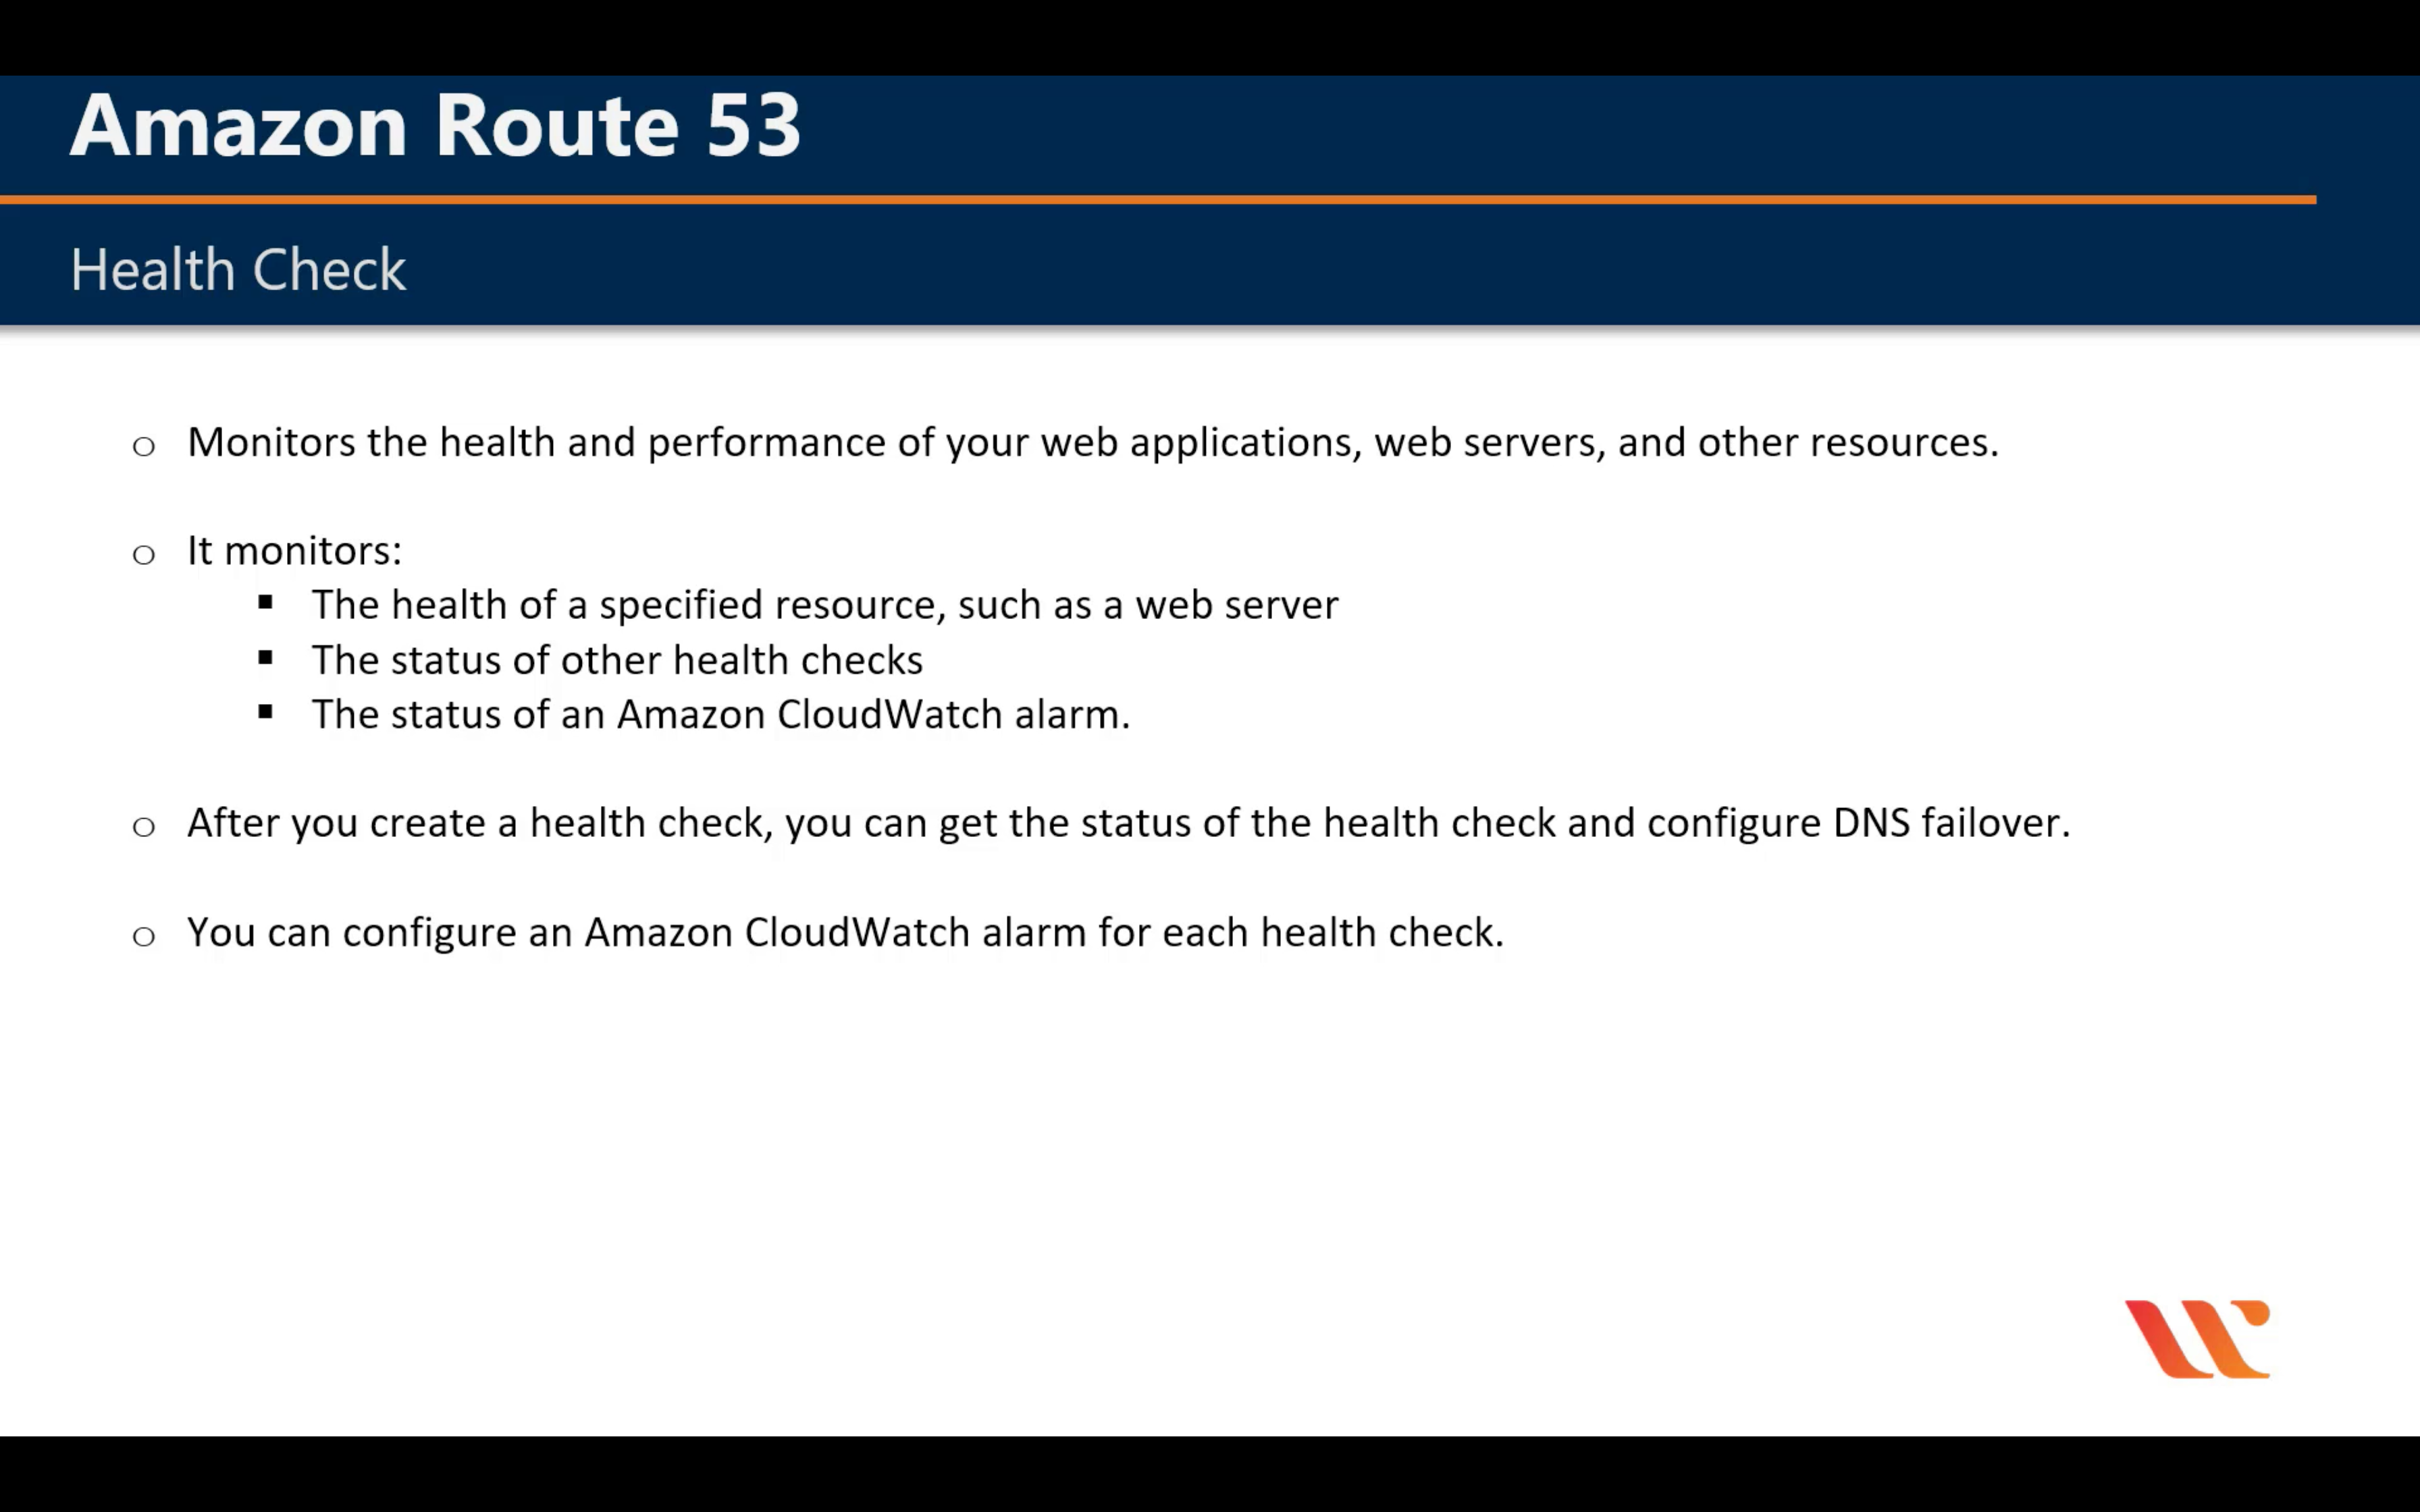 Amazon Route 53
Health Check
o Monitors the health and performance of your web applications, web servers, and other resources.
o It monitors:
▪ The health of a specified resource, such as a web server
▪ The status of other health checks
▪ The status of an Amazon CloudWatch alarm.
o After you create a health check, you can get the status of the health check and configure DNS failover.
o You can configure an Amazon CloudWatch alarm for each health check.